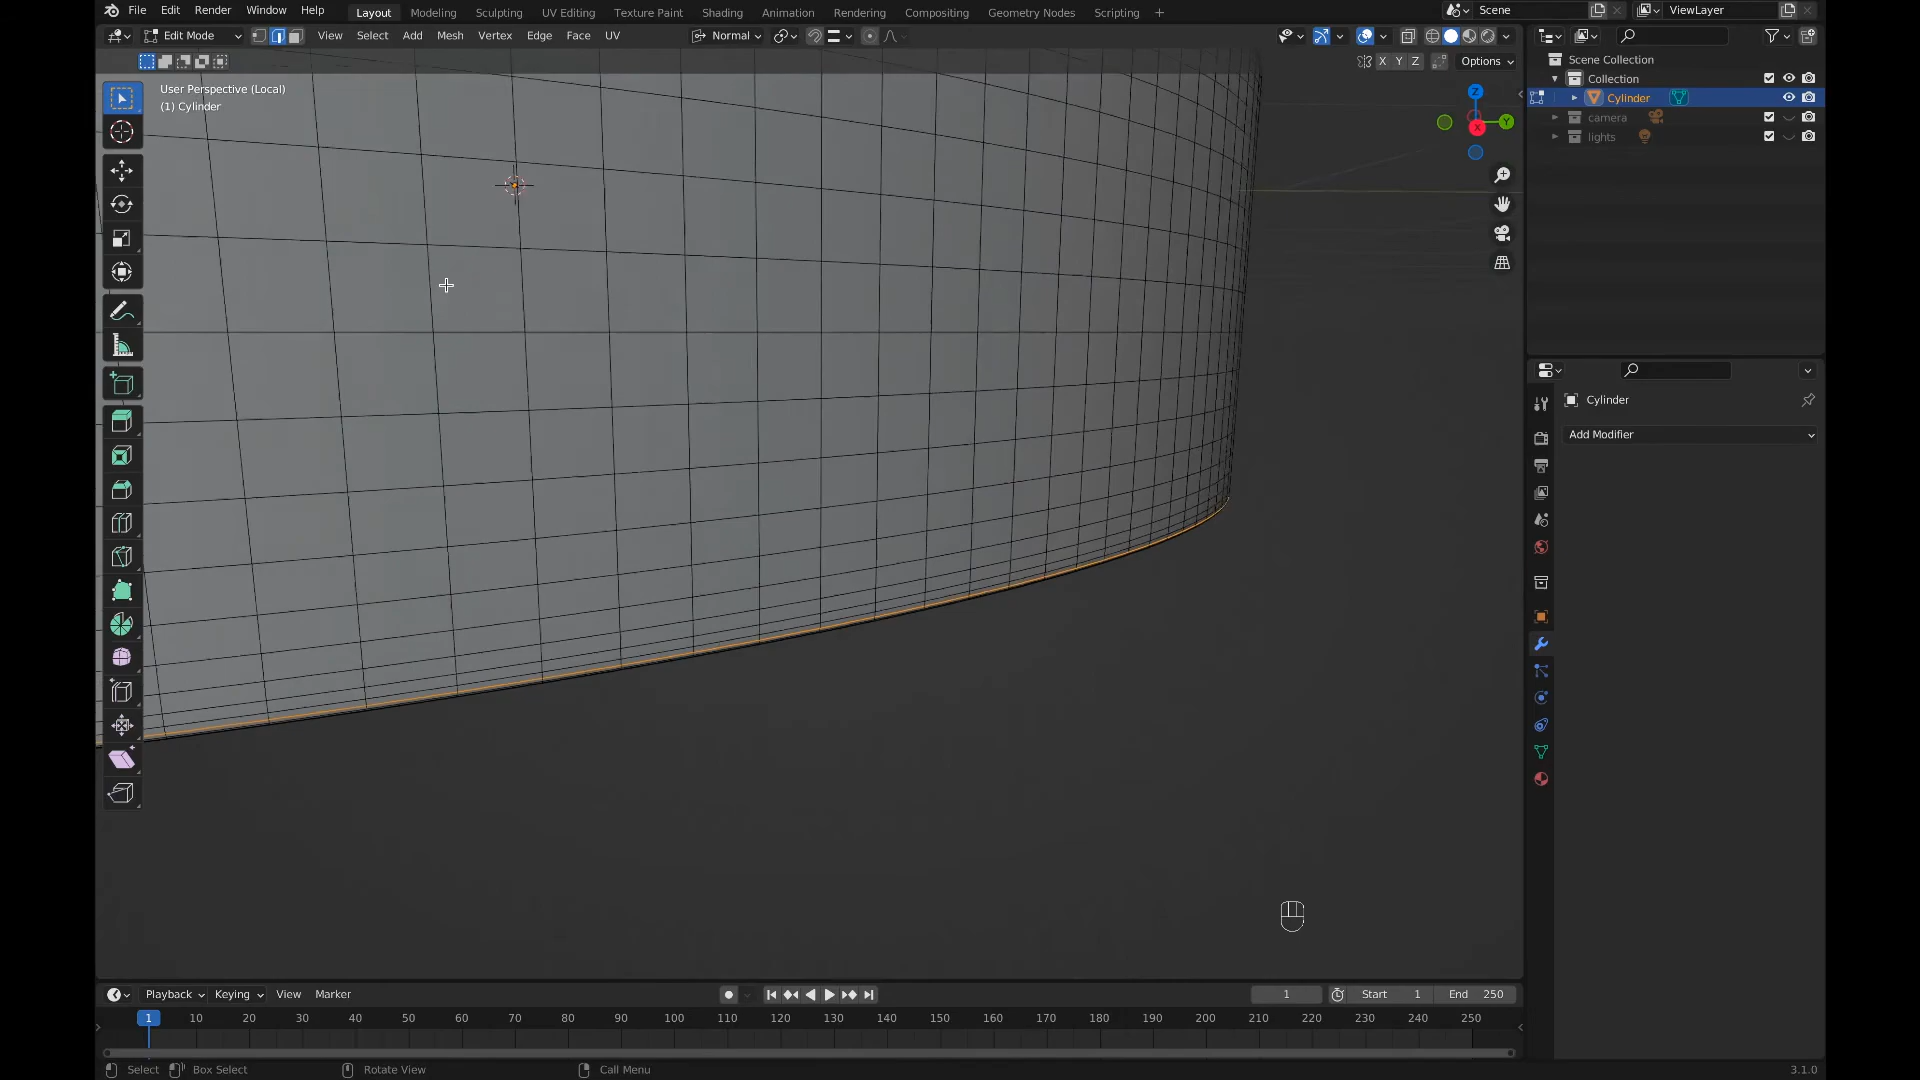 File Edit Render Window Help Layout Modeling Sculpting UV Editing Texture Paint Shading Animation Rendering Compositing Geometry Nodes Scripting + Scene ViewLayer
Edit Mode View Select Add Mesh Vertex Edge Face UV Normal
X Y Z Options
User Perspective (Local)
(1) Cylinder
Z
Y
X
Scene Collection
Collection
Cylinder
camera
lights
Cylinder
Add Modifier
Playback Keying View Marker 1 Start 1 End 250
1 10 20 30 40 50 60 70 80 90 100 110 120 130 140 150 160 170 180 190 200 210 220 230 240 250
Select Box Select Rotate View Call Menu 3.1.0